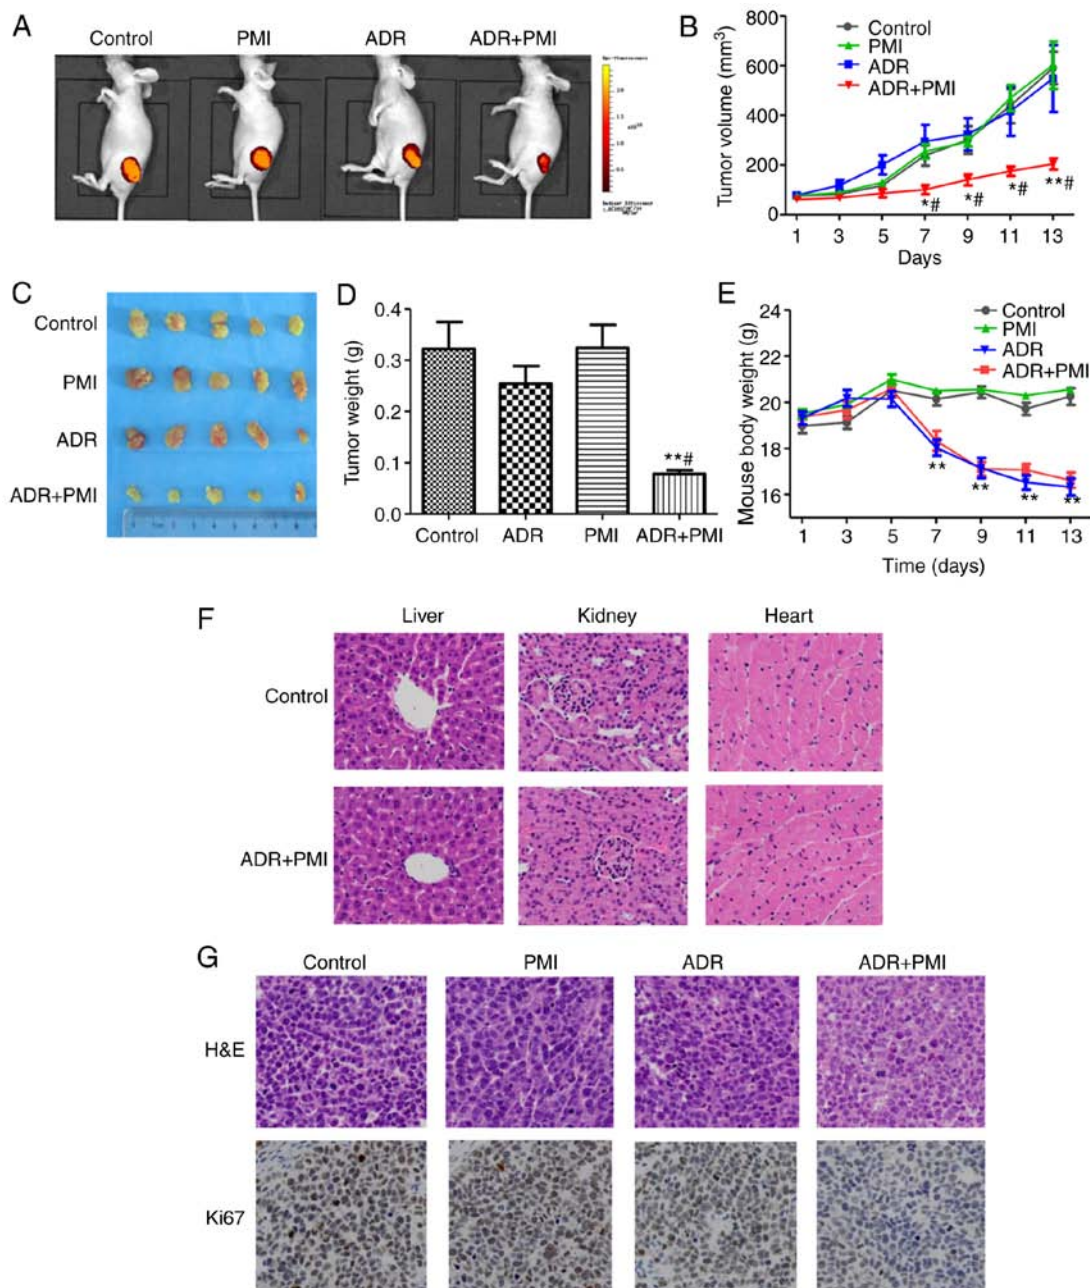 A
Control PMI ADR ADR+PMI
B
Tumor volume (mm3)
800
600
400
200
0
Control
PMI
ADR
ADR+PMI
*# *# *# **#
1 3 5 7 9 11 13
Days
C
Control
PMI
ADR
ADR+PMI
D
Tumor weight (g)
0.4
0.3
0.2
0.1
0.0
**#
Control ADR PMI ADR+PMI
E
Mouse body weight (g)
24
22
20
18
16
Control
PMI
ADR
ADR+PMI
** ** ** **
1 3 5 7 9 11 13
Time (days)
F
Liver Kidney Heart
Control
ADR+PMI
G
Control PMI ADR ADR+PMI
H&E
Ki67